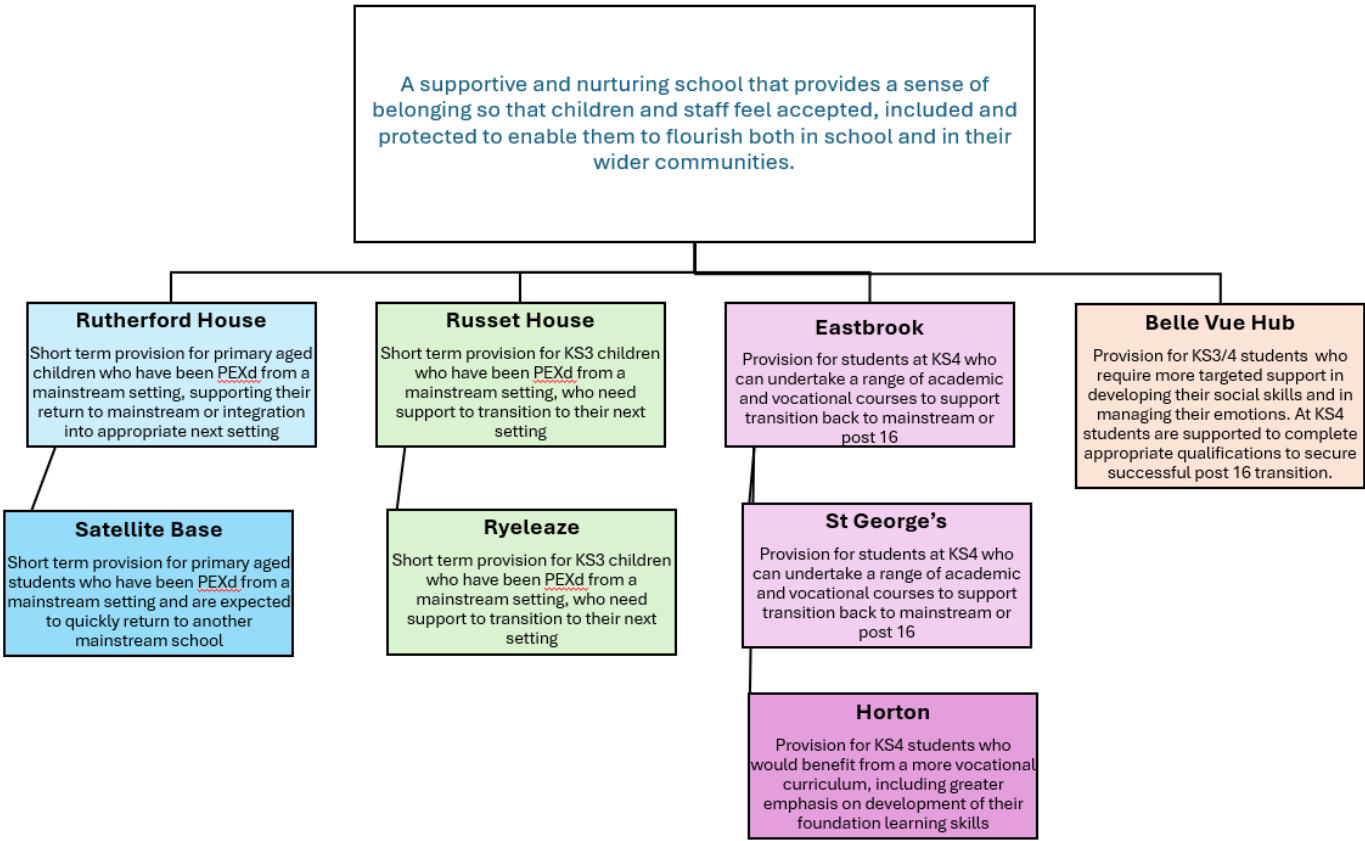 A supportive and nurturing school that provides a sense of
belonging so that children and staff feel accepted, included and
protected to enable them to flourish both in school and in their
wider communities.
Rutherford House
Short term provision for primary aged
children who have been PEXd from a
mainstream setting, supporting their
return to mainstream or integration
into appropriate next setting
Russet House
Short term provision for KS3 children
who have been PEXd from a
mainstream setting, who need
support to transition to their next
setting
Eastbrook
Provision for students at KS4 who
can undertake a range of academic
and vocational courses to support
transition back to mainstream or
post 16
Belle Vue Hub
Provision for KS3/4 students who
require more targeted support in
developing their social skills and in
managing their emotions. At KS4
students are supported to complete
appropriate qualifications to secure
successful post 16 transition.
Satellite Base
Short term provision for primary aged
students who have been PEXd from a
mainstream setting and are expected
to quickly return to another
mainstream school
Ryeleaze
Short term provision for KS3 children
who have been PEXd from a
mainstream setting, who need
support to transition to their next
setting
St George’s
Provision for students at KS4 who
can undertake a range of academic
and vocational courses to support
transition back to mainstream or
post 16
Horton
Provision for KS4 students who
would benefit from a more vocational
curriculum, including greater
emphasis on development of their
foundation learning skills